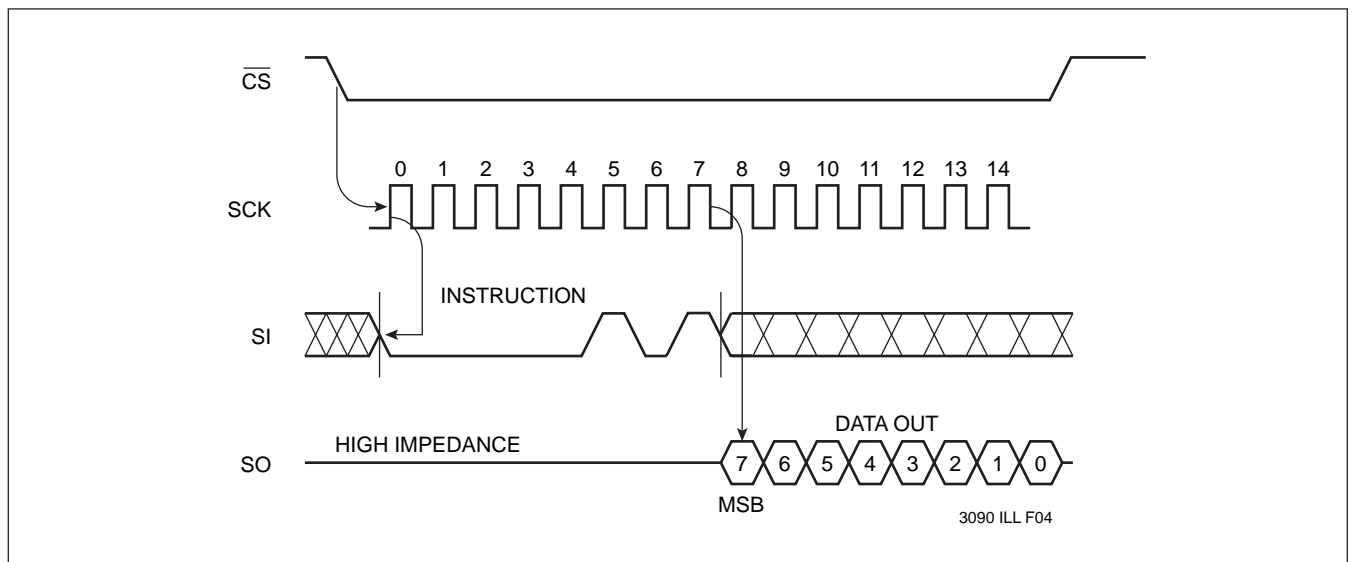 CS
0 1 2 3 4 5 6 7 8 9 10 11 12 13 14
SCK
INSTRUCTION
SI
DATA OUT
HIGH IMPEDANCE
SO
7 6 5 4 3 2 1 0
MSB
3090 ILL F04